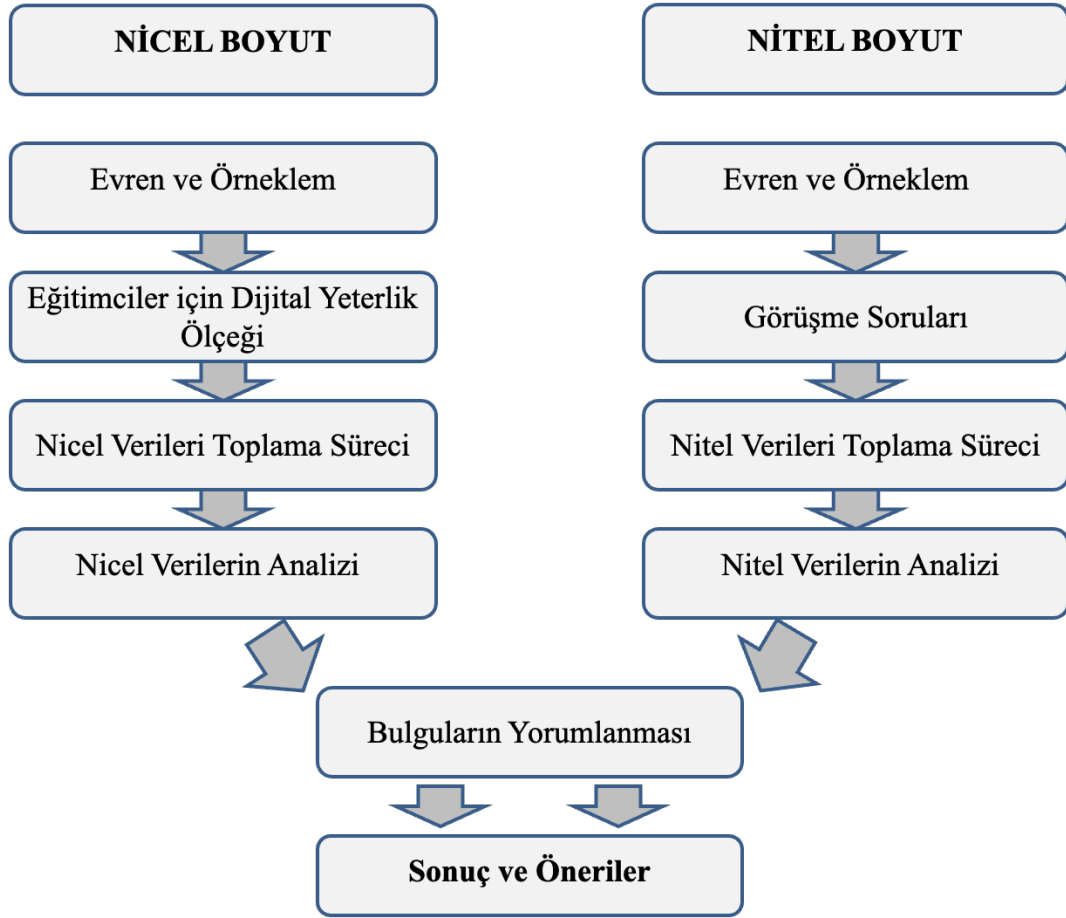 NİCEL BOYUT
NİTEL BOYUT
Evren ve Örneklem
Evren ve Örneklem
Eğitimciler için Dijital Yeterlik
Ölçeği
Görüşme Soruları
Nicel Verileri Toplama Süreci
Nitel Verileri Toplama Süreci
Nicel Verilerin Analizi
Nitel Verilerin Analizi
Bulguların Yorumlanması
Sonuç ve Öneriler